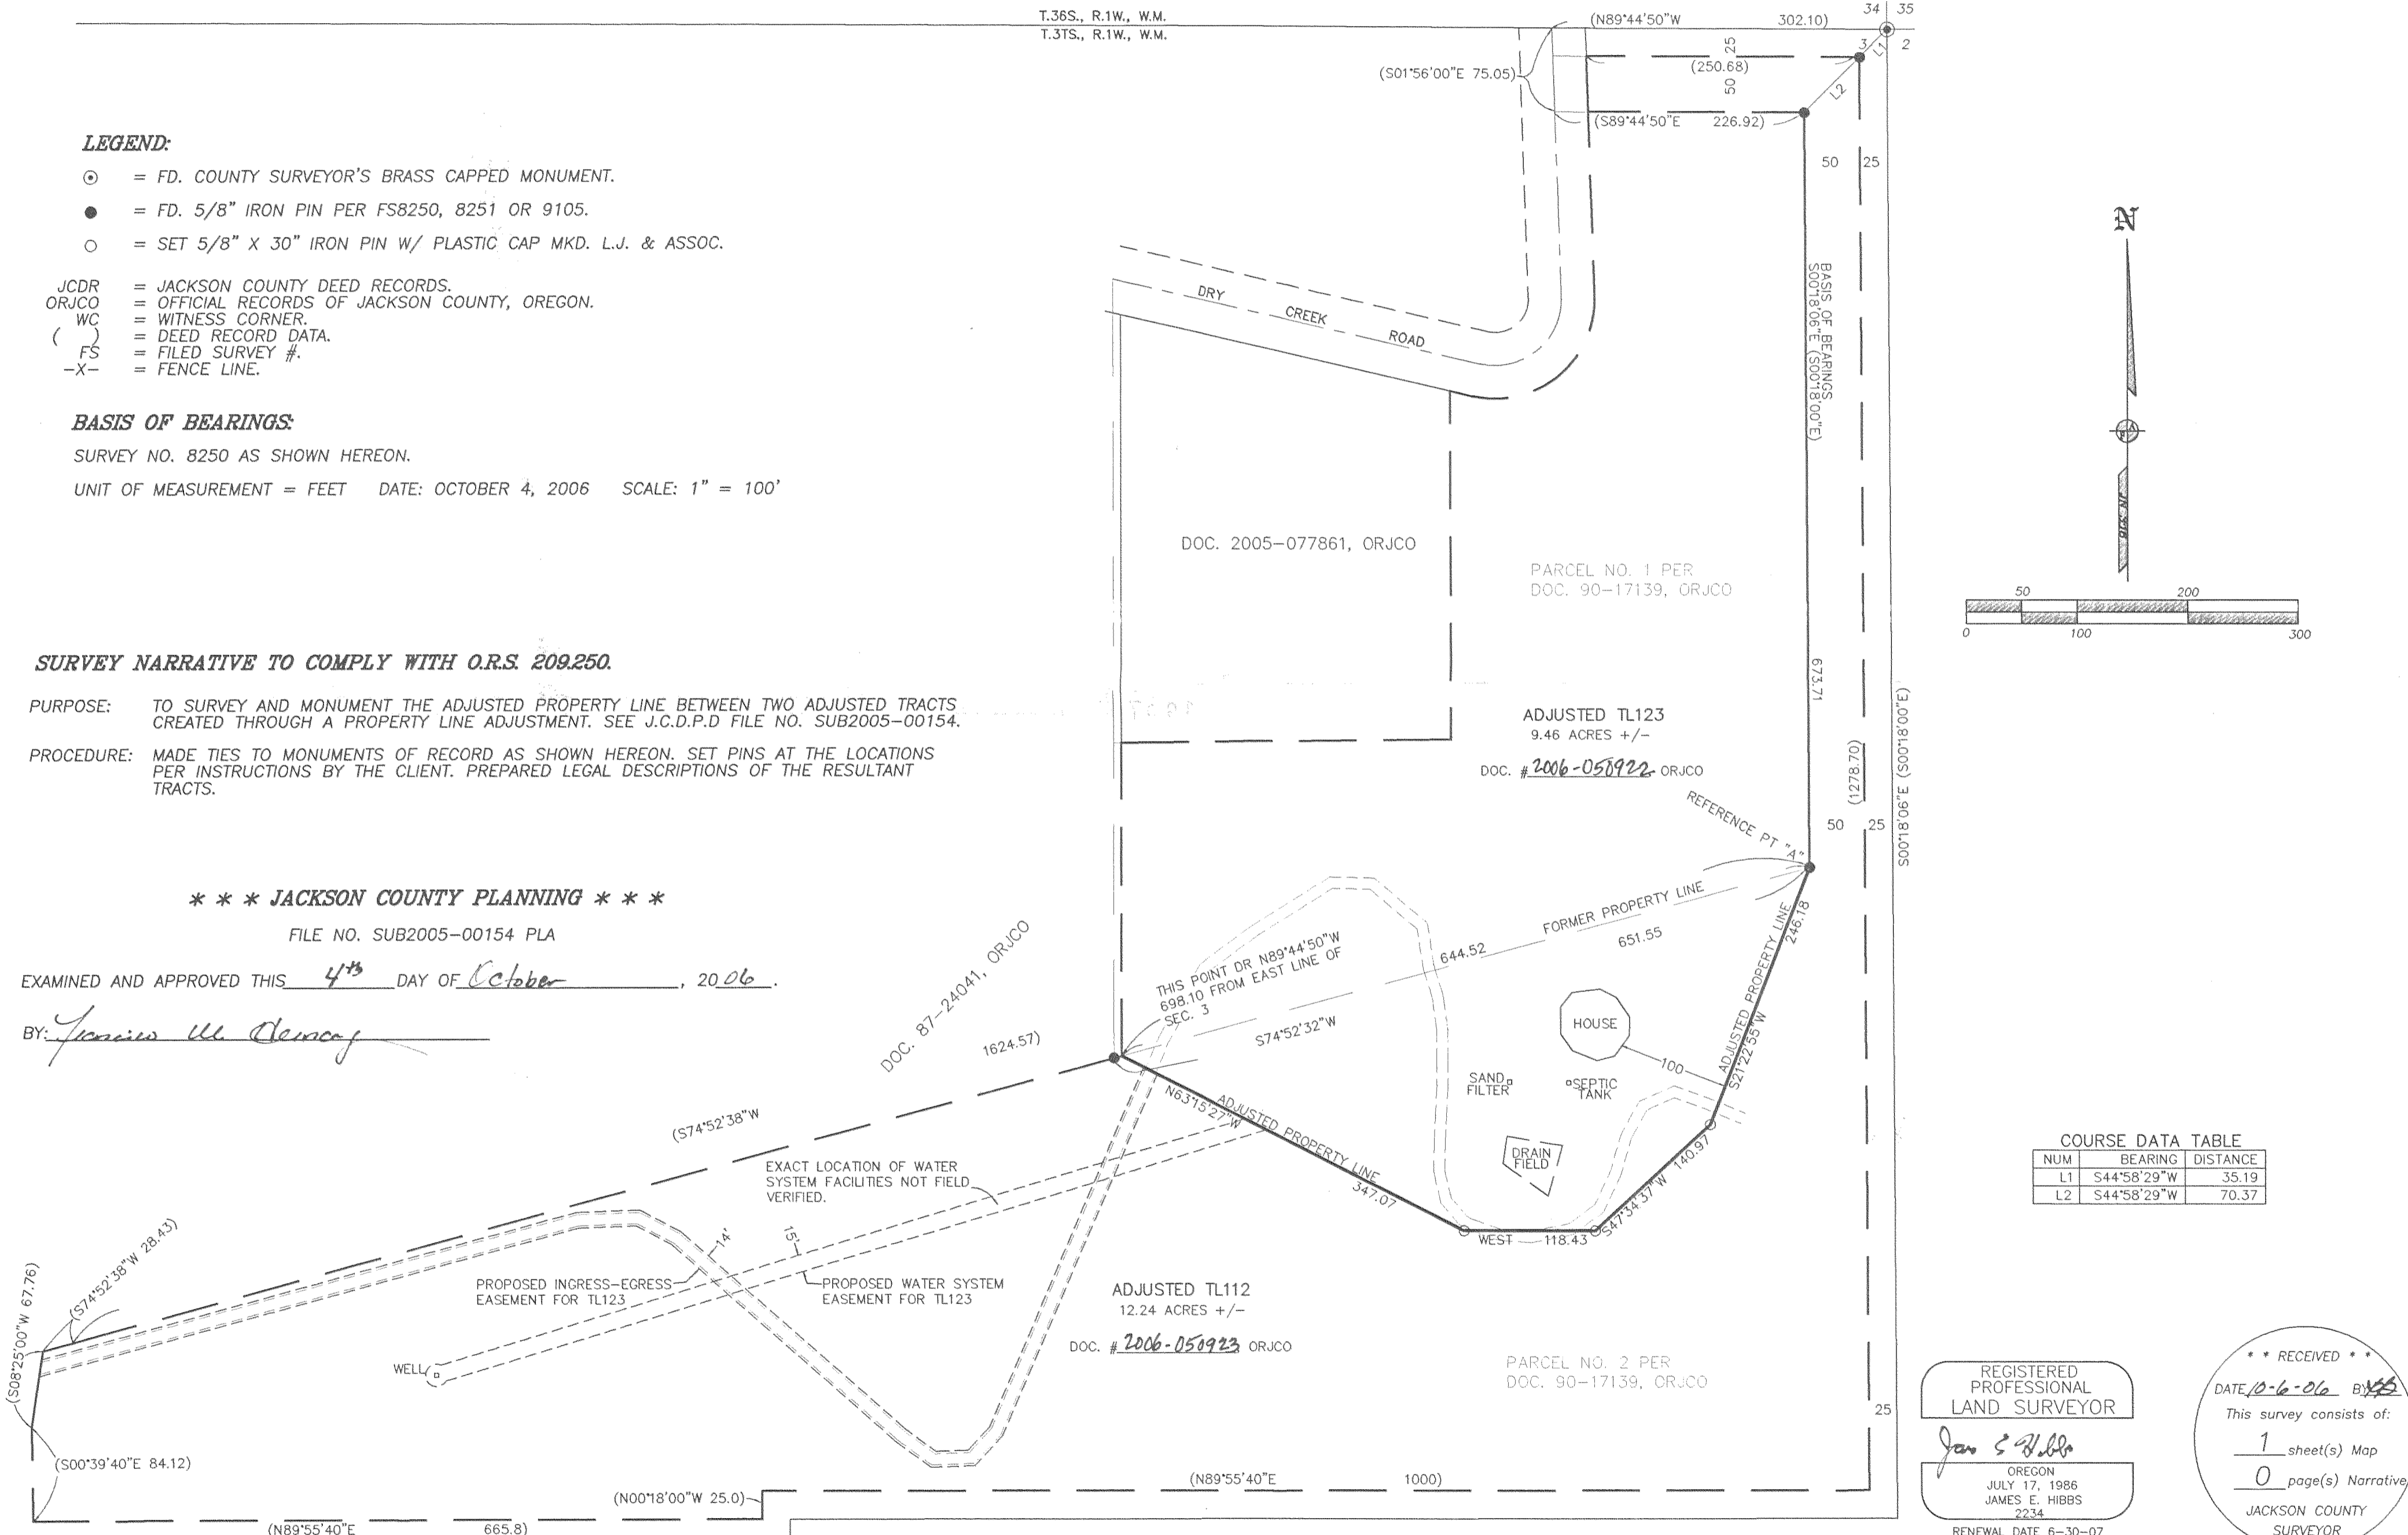 T.36S., R.1W., W.M.
T.3TS., R.1W., W.M.
34 35
3 2
(N89°44'50"W 302.10)
L1
(S01°56'00"E 75.05)
50 25
(250.68)
L2
(S89°44'50"E 226.92)
50 25
LEGEND:
= FD. COUNTY SURVEYOR'S BRASS CAPPED MONUMENT.
= FD. 5/8" IRON PIN PER FS8250, 8251 OR 9105.
= SET 5/8" X 30" IRON PIN W/ PLASTIC CAP MKD. L.J. & ASSOC.
JCDR = JACKSON COUNTY DEED RECORDS.
ORJCO = OFFICIAL RECORDS OF JACKSON COUNTY, OREGON.
WC = WITNESS CORNER.
( ) = DEED RECORD DATA.
FS = FILED SURVEY #.
-X- = FENCE LINE.
BASIS OF BEARINGS:
SURVEY NO. 8250 AS SHOWN HEREON.
UNIT OF MEASUREMENT = FEET DATE: OCTOBER 4, 2006 SCALE: 1" = 100'
DRY CREEK ROAD
BASIS OF BEARINGS
S00°18'06"E (S00°18'00"E)
N
50 200
0 100 300
DOC. 2005-077861, ORJCO
PARCEL NO. 1 PER
DOC. 90-17139, ORJCO
673.71
SURVEY NARRATIVE TO COMPLY WITH O.R.S. 209.250.
PURPOSE: TO SURVEY AND MONUMENT THE ADJUSTED PROPERTY LINE BETWEEN TWO ADJUSTED TRACTS
CREATED THROUGH A PROPERTY LINE ADJUSTMENT. SEE J.C.D.P.D FILE NO. SUB2005-00154.
PROCEDURE: MADE TIES TO MONUMENTS OF RECORD AS SHOWN HEREON. SET PINS AT THE LOCATIONS
PER INSTRUCTIONS BY THE CLIENT. PREPARED LEGAL DESCRIPTIONS OF THE RESULTANT
TRACTS.
ADJUSTED TL123
9.46 ACRES +/-
DOC. # 2006-050922 ORJCO
(1278.70)
S00°18'06"E (S00°18'00"E)
REFERENCE PT "A"
50 25
* * * JACKSON COUNTY PLANNING * * *
FILE NO. SUB2005-00154 PLA
EXAMINED AND APPROVED THIS 4th DAY OF October, 2006.
BY:
DOC. 87-24041, ORJCO
1624.57)
THIS POINT DR N89°44'50"W
698.10 FROM EAST LINE OF
SEC. 3
FORMER PROPERTY LINE
644.52
651.55
S74°52'32"W
ADJUSTED PROPERTY LINE
246.18
S21°22'55"W
HOUSE
100
SAND
FILTER
SEPTIC
TANK
DRAIN
FIELD
ADJUSTED PROPERTY LINE
N63°15'27"W
347.07
140.97
S47°34'37"W
WEST 118.43
(S74°52'38"W
EXACT LOCATION OF WATER
SYSTEM FACILITIES NOT FIELD
VERIFIED.
14'
15'
(S74°52'38"W 28.43)
(S08°25'00"W 67.76)
PROPOSED INGRESS-EGRESS
EASEMENT FOR TL123
PROPOSED WATER SYSTEM
EASEMENT FOR TL123
WELL
ADJUSTED TL112
12.24 ACRES +/-
DOC. # 2006-050923 ORJCO
PARCEL NO. 2 PER
DOC. 90-17139, ORJCO
25
(S00°39'40"E 84.12)
(N00°18'00"W 25.0)
(N89°55'40"E 1000)
(N89°55'40"E 665.8)
COURSE DATA TABLE
NUM BEARING DISTANCE
L1 S44°58'29"W 35.19
L2 S44°58'29"W 70.37
REGISTERED
PROFESSIONAL
LAND SURVEYOR
OREGON
JULY 17, 1986
JAMES E. HIBBS
2234
RENEWAL DATE 6-30-07
* * RECEIVED * *
DATE 10-6-06 BY
This survey consists of:
1 sheet(s) Map
0 page(s) Narrative
JACKSON COUNTY
SURVEYOR